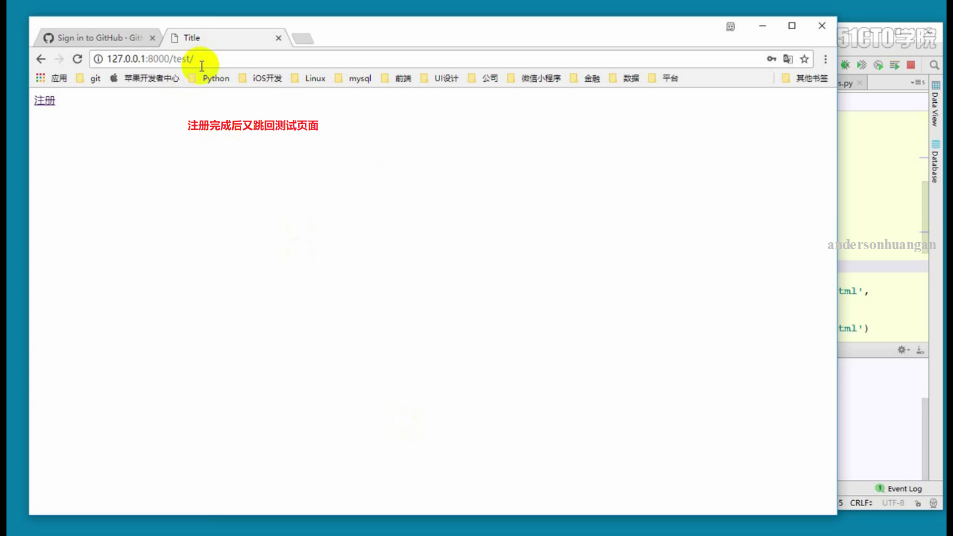 51CTO学院
Sign in to GitHub · Git
Title
127.0.0.1:8000/test/
应用
git
苹果开发者中心
Python
iOS开发
Linux
mysql
前端
UI设计
公司
微信小程序
金融
数据
平台
其他书签
s.py
注册
注册完成后又跳回测试页面
Data View
Database
andersonhuangan
tml',
tml')
1 Event Log
5 CRLF÷ UTF-8